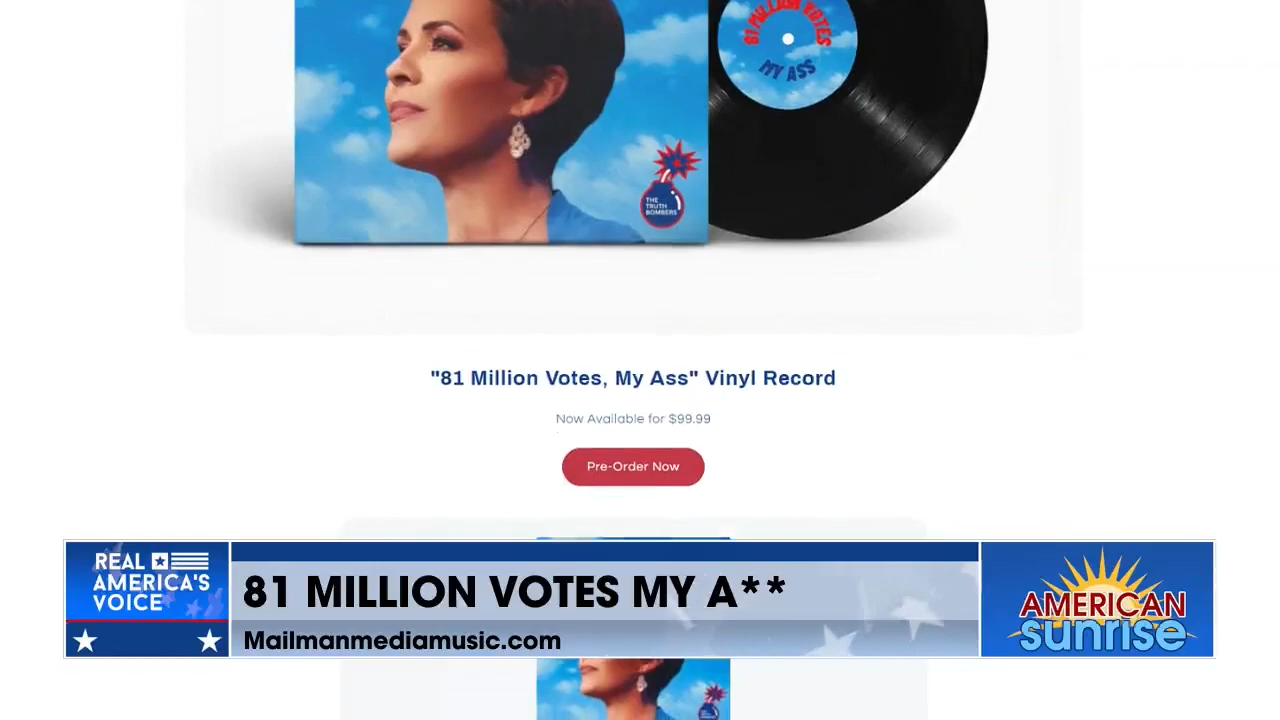 81 MILLION VOTES
MY ASS
THE
TRUTH
BOMBERS
"81 Million Votes, My Ass" Vinyl Record
Now Available for $99.99
Pre-Order Now
REAL
AMERICA'S
VOICE
81 MILLION VOTES MY A**
Mailmanmediamusic.com
AMERICAN
sunrise